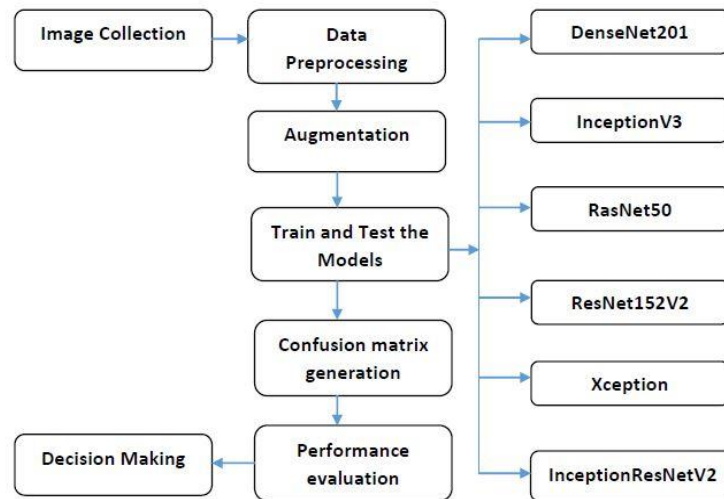 Image Collection
Data
Preprocessing
Augmentation
Train and Test the
Models
Confusion matrix
generation
Performance
evaluation
Decision Making
DenseNet201
InceptionV3
RasNet50
ResNet152V2
Xception
InceptionResNetV2